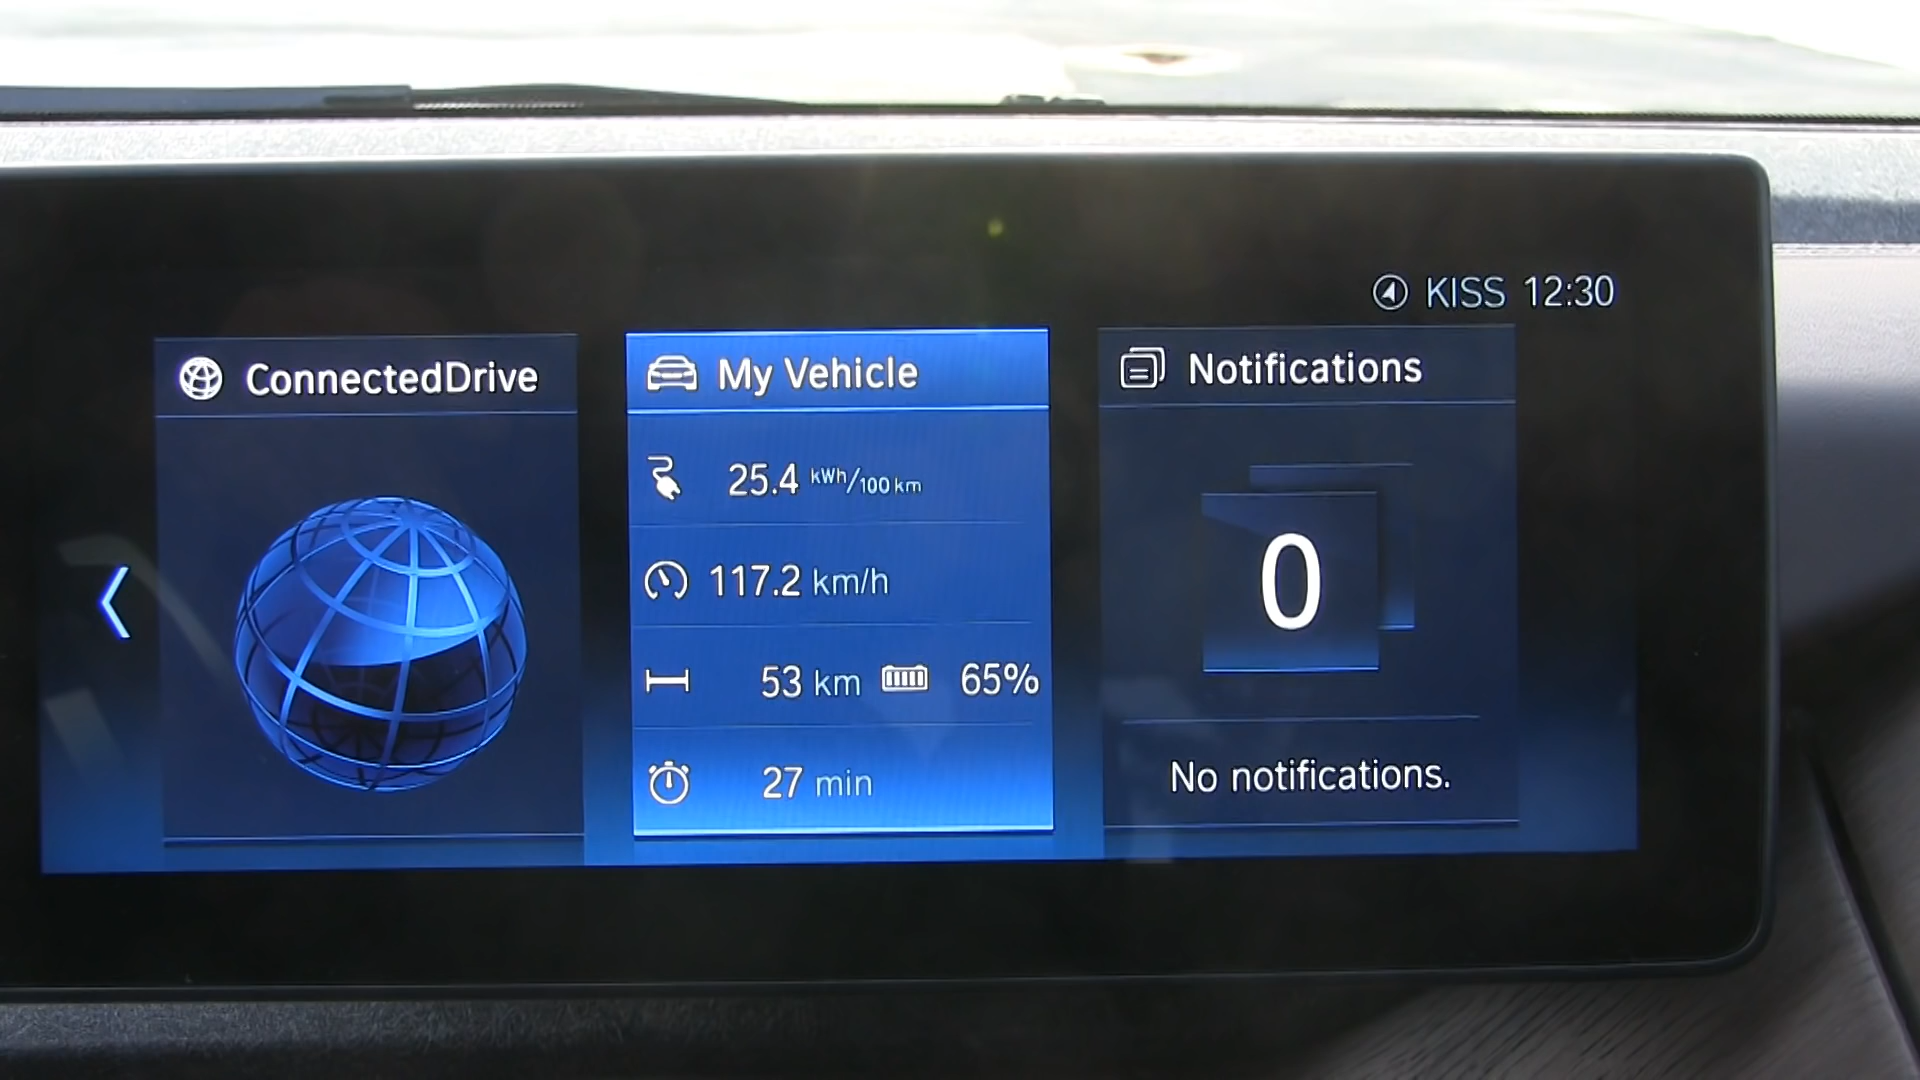 KISS 12:30
ConnectedDrive
My Vehicle
25.4 kWh/100 km
117.2 km/h
53 km 65%
27 min
Notifications
0
No notifications.